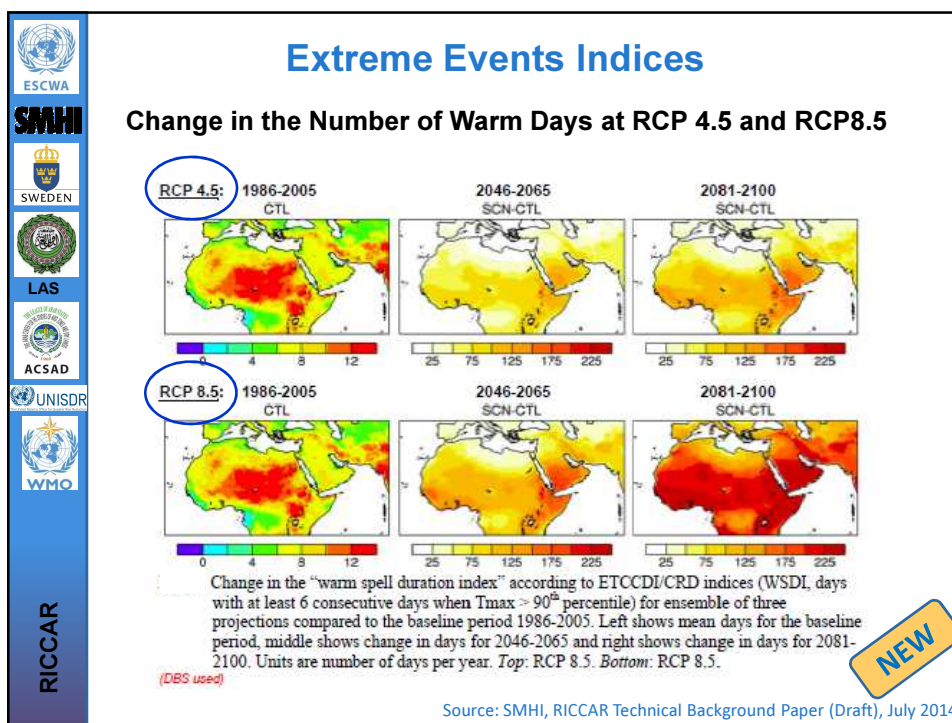 Extreme Events Indices
Change in the Number of Warm Days at RCP 4.5 and RCP8.5
ESCWA
SMHI
SWEDEN
LAS
ACSAD
UNISDR
WMO
RICCAR
RCP 4.5: 1986-2005 2046-2065 2081-2100
CTL SCN-CTL SCN-CTL
0 4 8 12 25 75 125 175 225 25 75 125 175 225
RCP 8.5: 1986-2005 2046-2065 2081-2100
CTL SCN-CTL SCN-CTL
0 4 8 12 25 75 125 175 225 25 75 125 175 225
Change in the “warm spell duration index” according to ETCCDI/CRD indices (WSDI, days
with at least 6 consecutive days when Tmax > 90th percentile) for ensemble of three
projections compared to the baseline period 1986-2005. Left shows mean days for the baseline
period, middle shows change in days for 2046-2065 and right shows change in days for 2081-
2100. Units are number of days per year. Top: RCP 8.5. Bottom: RCP 8.5.
(DBS used)
NEW
Source: SMHI, RICCAR Technical Background Paper (Draft), July 2014